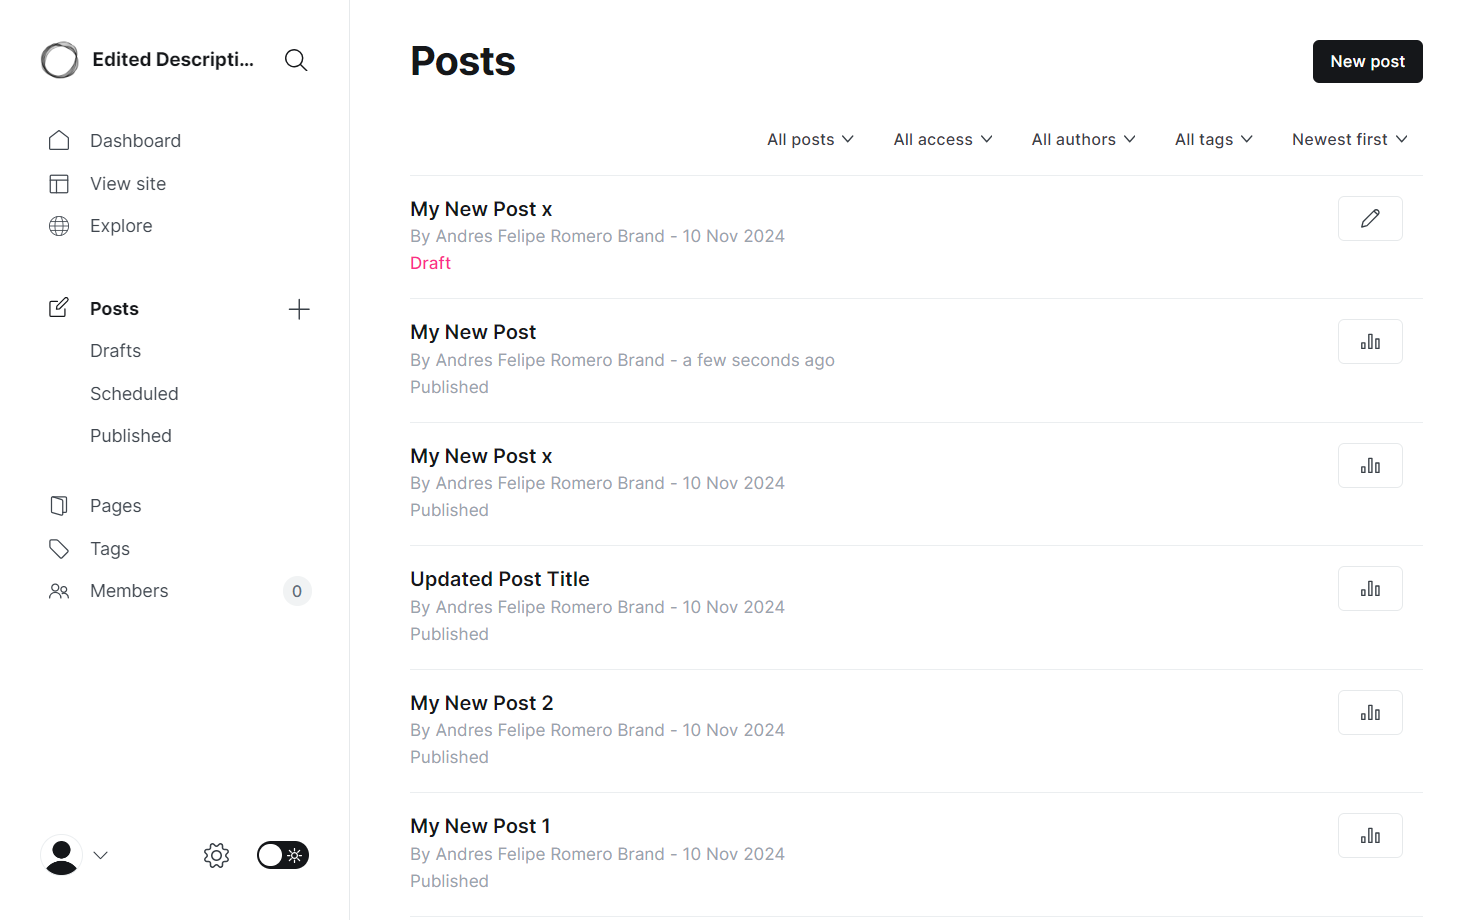 Edited Descripti...
Dashboard
View site
Explore
Posts
Drafts
Scheduled
Published
Pages
Tags
Members 0
Posts
New post
All posts All access All authors All tags Newest first
My New Post x
By Andres Felipe Romero Brand - 10 Nov 2024
Draft
My New Post
By Andres Felipe Romero Brand - a few seconds ago
Published
My New Post x
By Andres Felipe Romero Brand - 10 Nov 2024
Published
Updated Post Title
By Andres Felipe Romero Brand - 10 Nov 2024
Published
My New Post 2
By Andres Felipe Romero Brand - 10 Nov 2024
Published
My New Post 1
By Andres Felipe Romero Brand - 10 Nov 2024
Published